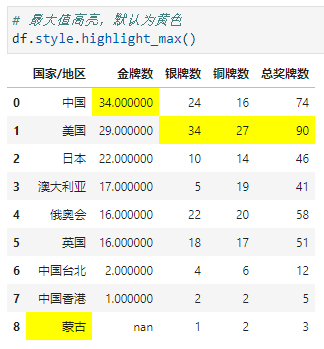 # 最大值高亮，默认为黄色
df.style.highlight_max()
国家/地区 金牌数 银牌数 铜牌数 总奖牌数
0 中国 34.000000 24 16 74
1 美国 29.000000 34 27 90
2 日本 22.000000 10 14 46
3 澳大利亚 17.000000 5 19 41
4 俄奥会 16.000000 22 20 58
5 英国 16.000000 18 17 51
6 中国台北 2.000000 4 6 12
7 中国香港 1.000000 2 2 5
8 蒙古 nan 1 2 3